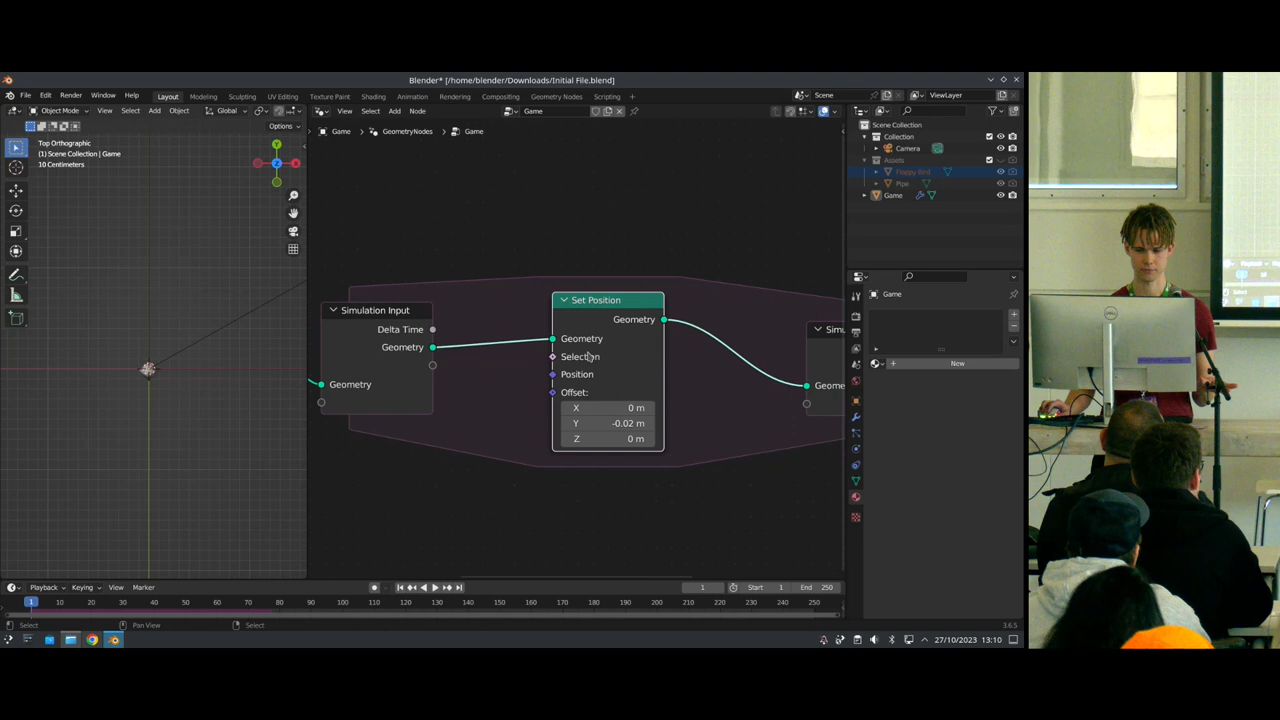 Blender* [/home/blender/Downloads/Initial File.blend]
File Edit Render Window Help
Layout Modeling Sculpting UV Editing Texture Paint Shading Animation Rendering Compositing Geometry Nodes Scripting
Scene ViewLayer
Object Mode View Select Add Object Global
Options
Top Orthographic
(1) Scene Collection | Game
10 Centimeters
Y
Z
X
View Select Add Node Game
Game > GeometryNodes > Game
Simulation Input
Delta Time
Geometry
Geometry
Set Position
Geometry
Geometry
Selection
Position
Offset:
X 0 m
Y -0.02 m
Z 0 m
Simu
Geome
Scene Collection
Collection
Camera
Assets
Flappy Bird
Pipe
Game
Game
New
Playback Keying View Marker
1 Start 1 End 250
1 10 20 30 40 50 60 70 80 90 100 110 120 130 140 150 160 170 180 190 200 210 220 230 240 250
Select Pan View Select 3.6.5
27/10/2023 13:10
DELL